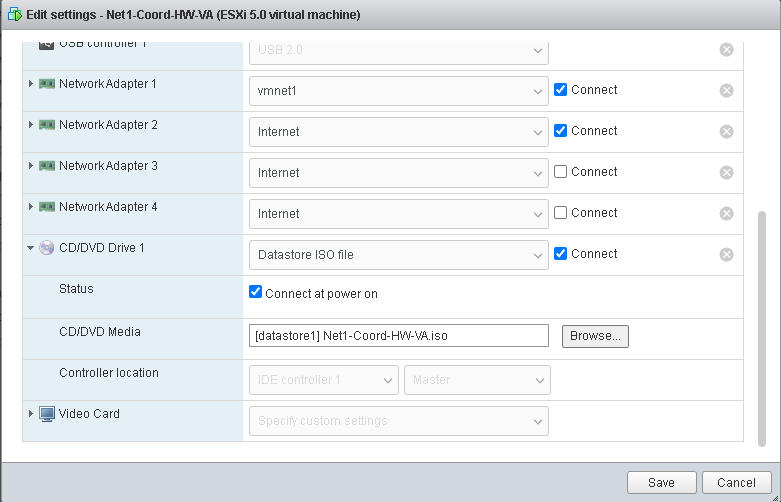 Edit settings - Net1-Coord-HW-VA (ESXi 5.0 virtual machine)
USB controller 1 USB 2.0
Network Adapter 1 vmnet1 Connect
Network Adapter 2 Internet Connect
Network Adapter 3 Internet Connect
Network Adapter 4 Internet Connect
CD/DVD Drive 1 Datastore ISO file Connect
Status Connect at power on
CD/DVD Media [datastore1] Net1-Coord-HW-VA.iso Browse...
Controller location IDE controller 1 Master
Video Card Specify custom settings
Save Cancel